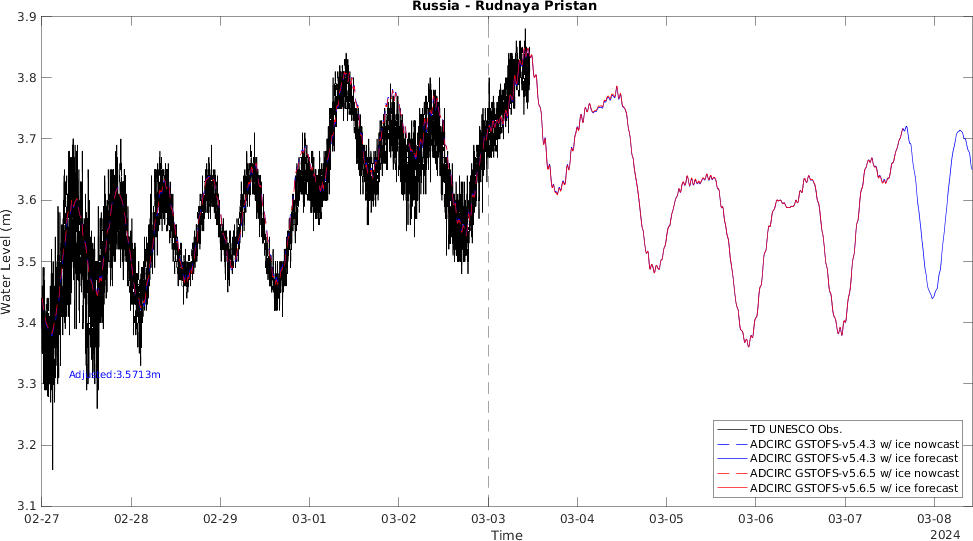 Russia - Rudnaya Pristan
3.9
3.8
3.7
3.6
3.5
3.4
3.3
3.2
3.1
Water Level (m)
Adjusted:3.5713m
TD UNESCO Obs.
ADCIRC GSTOFS-v5.4.3 w/ ice nowcast
ADCIRC GSTOFS-v5.4.3 w/ ice forecast
ADCIRC GSTOFS-v5.6.5 w/ ice nowcast
ADCIRC GSTOFS-v5.6.5 w/ ice forecast
02-27 02-28 02-29 03-01 03-02 03-03 03-04 03-05 03-06 03-07 03-08
Time
2024